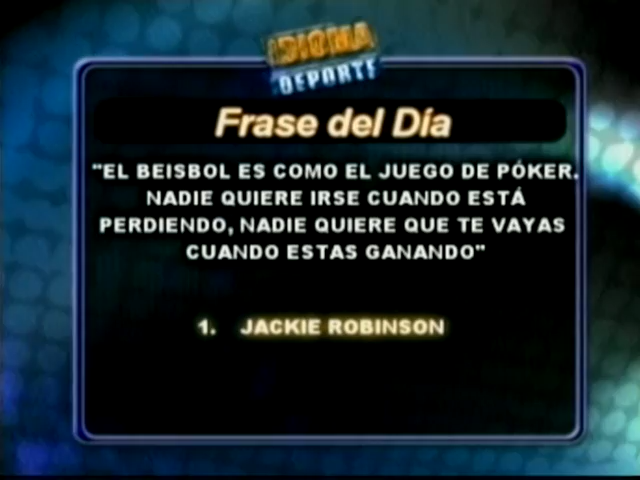 IDIOMA
DEPORTE
Frase del Día
"EL BEISBOL ES COMO EL JUEGO DE PÓKER.
NADIE QUIERE IRSE CUANDO ESTÁ
PERDIENDO, NADIE QUIERE QUE TE VAYAS
CUANDO ESTAS GANANDO"
1. JACKIE ROBINSON